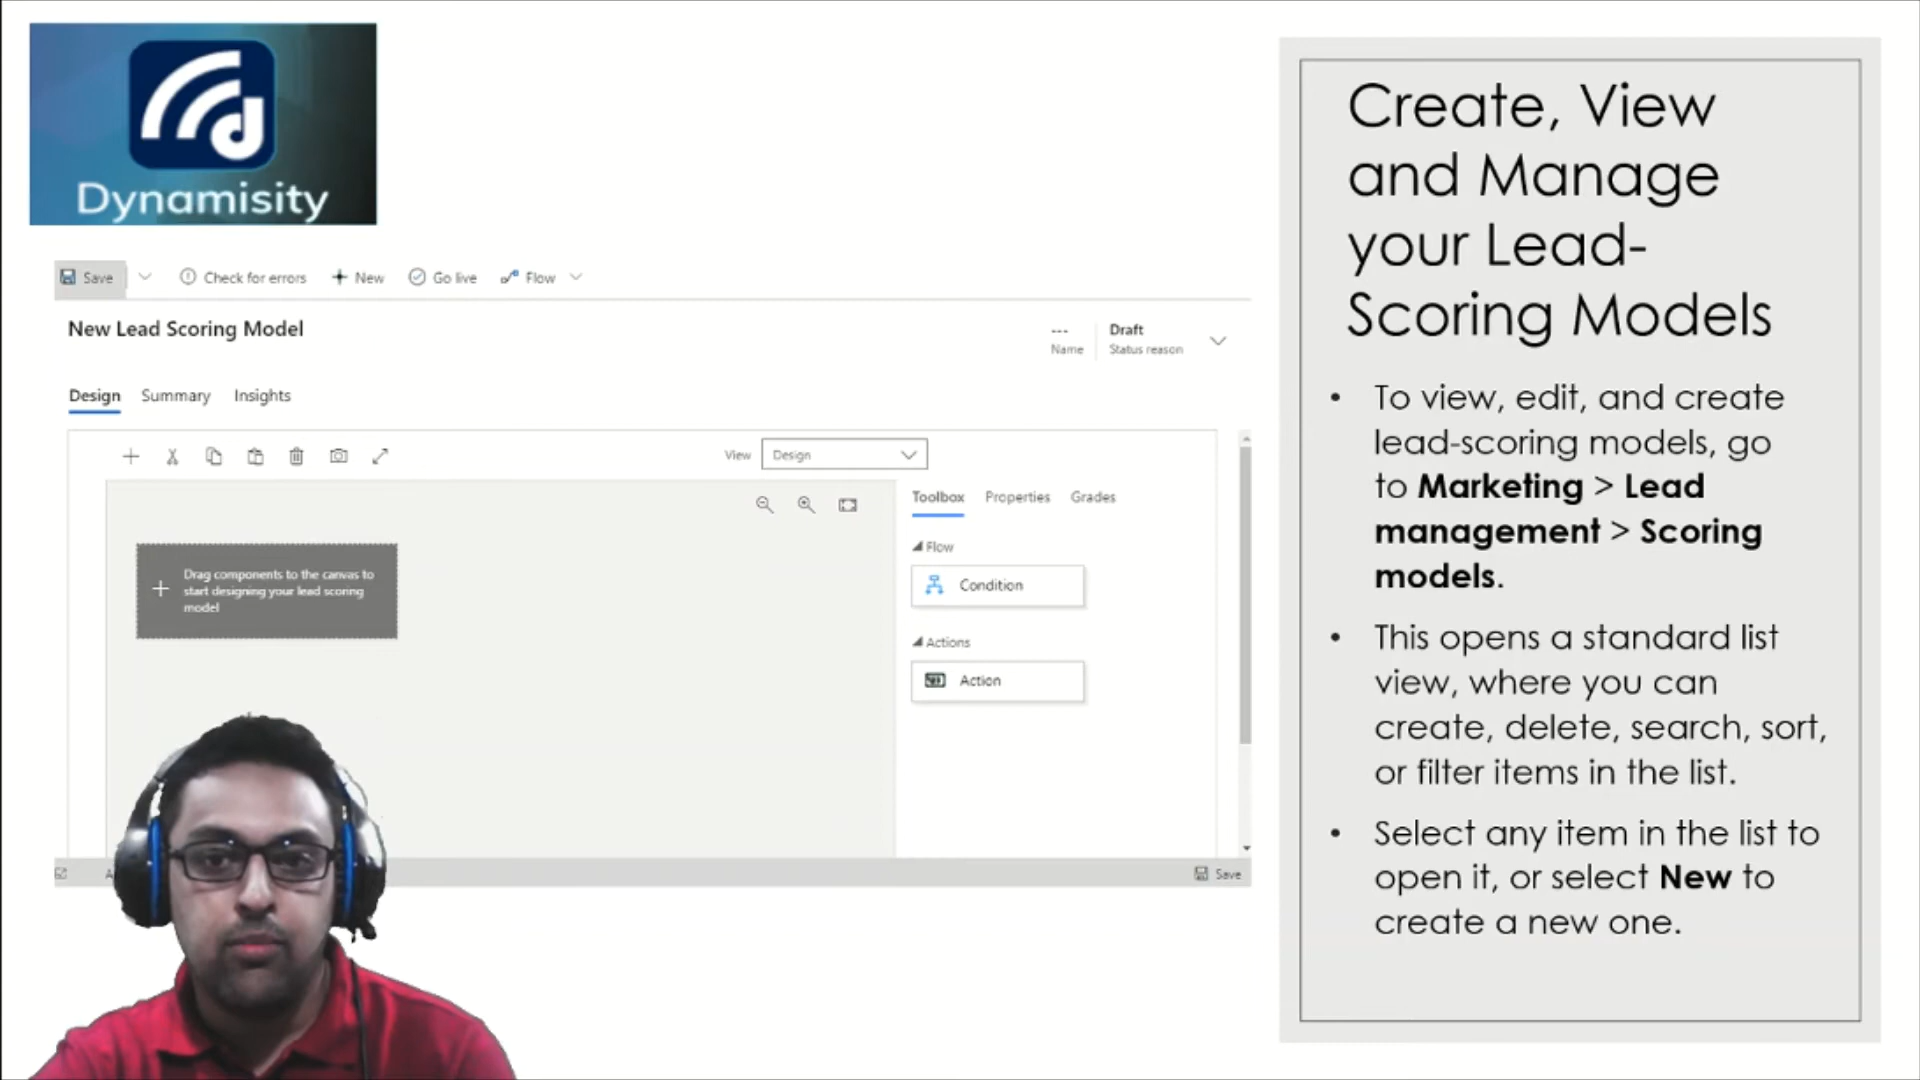 Dynamisity
Save
Check for errors
New
Go live
Flow
New Lead Scoring Model
---
Name
Draft
Status reason
Design
Summary
Insights
View
Design
Toolbox
Properties
Grades
Drag components to the canvas to
start designing your lead scoring
model
Flow
Condition
Actions
Action
Save
Create, View
and Manage
your Lead-
Scoring Models
• To view, edit, and create
lead-scoring models, go
to Marketing > Lead
management > Scoring
models.
• This opens a standard list
view, where you can
create, delete, search, sort,
or filter items in the list.
• Select any item in the list to
open it, or select New to
create a new one.